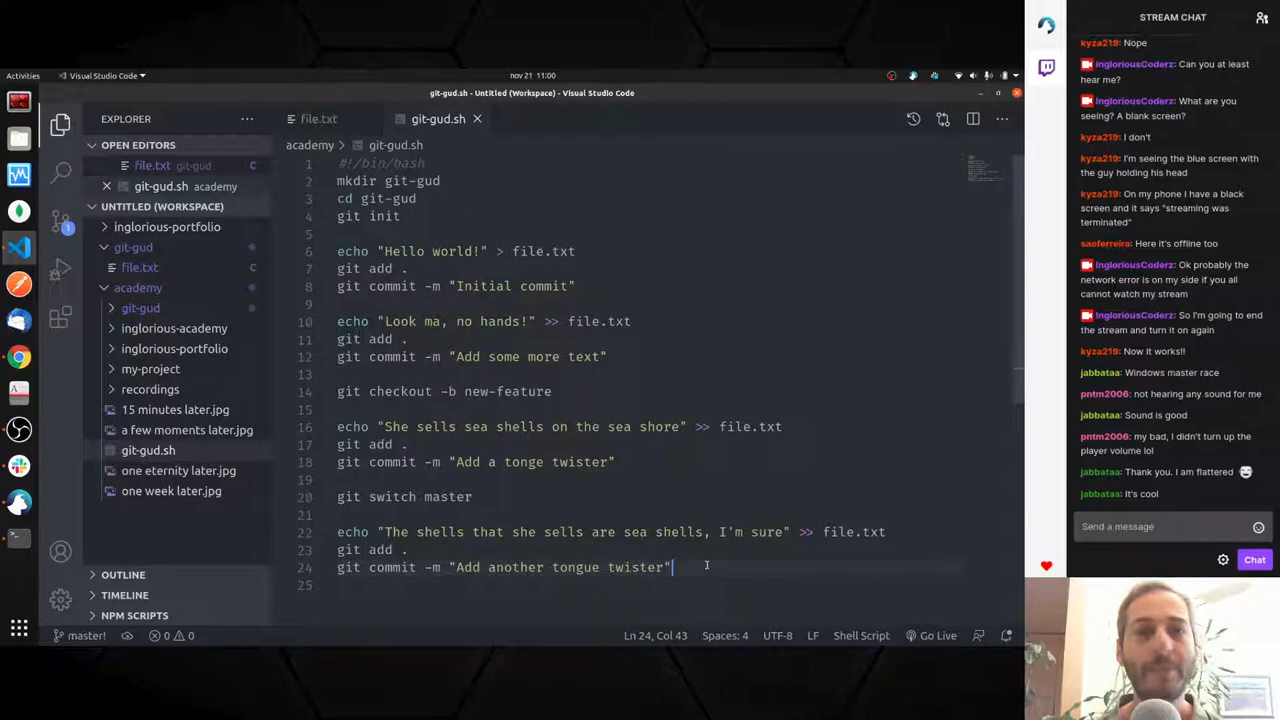 Activities
Visual Studio Code
nov 21 11:00
git-gud.sh - Untitled (Workspace) - Visual Studio Code
EXPLORER
OPEN EDITORS
file.txt git-gud C
git-gud.sh academy
UNTITLED (WORKSPACE)
inglorious-portfolio
git-gud
file.txt C
academy
git-gud
inglorious-academy
inglorious-portfolio
my-project
recordings
15 minutes later.jpg
a few moments later.jpg
git-gud.sh
one eternity later.jpg
one week later.jpg
OUTLINE
TIMELINE
NPM SCRIPTS
1
file.txt
git-gud.sh
academy > git-gud.sh
1 #!/bin/bash
2 mkdir git-gud
3 cd git-gud
4 git init
5
6 echo "Hello world!" > file.txt
7 git add .
8 git commit -m "Initial commit"
9
10 echo "Look ma, no hands!" >> file.txt
11 git add .
12 git commit -m "Add some more text"
13
14 git checkout -b new-feature
15
16 echo "She sells sea shells on the sea shore" >> file.txt
17 git add .
18 git commit -m "Add a tonge twister"
19
20 git switch master
21
22 echo "The shells that she sells are sea shells, I'm sure" >> file.txt
23 git add .
24 git commit -m "Add another tongue twister"
25
master!
0 0
Ln 24, Col 43
Spaces: 4
UTF-8
LF
Shell Script
Go Live
STREAM CHAT
kyza219: Nope
IngloriousCoderz: Can you at least
hear me?
IngloriousCoderz: What are you
seeing? A blank screen?
kyza219: I don't
kyza219: I'm seeing the blue screen with
the guy holding his head
kyza219: On my phone I have a black
screen and it says "streaming was
terminated"
saoferreira: Here it's offline too
IngloriousCoderz: Ok probably the
network error is on my side if you all
cannot watch my stream
IngloriousCoderz: So I'm going to end
the stream and turn it on again
kyza219: Now it works!!
jabbataa: Windows master race
pntm2006: not hearing any sound for me
jabbataa: Sound is good
pntm2006: my bad, I didn't turn up the
player volume lol
jabbataa: Thank you. I am flattered
jabbataa: It's cool
Send a message
Chat